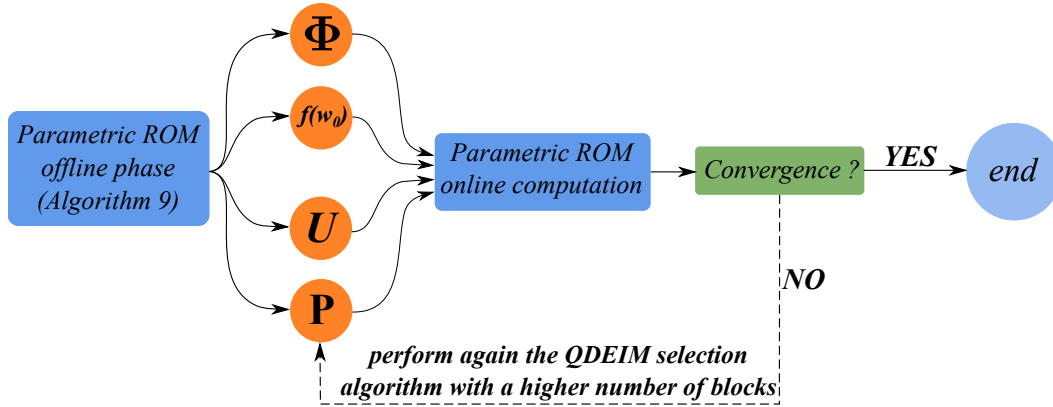 Φ
f(w₀)
U
P
Parametric ROM
offline phase
(Algorithm 9)
Parametric ROM
online computation
Convergence ?
YES
end
NO
perform again the QDEIM selection
algorithm with a higher number of blocks